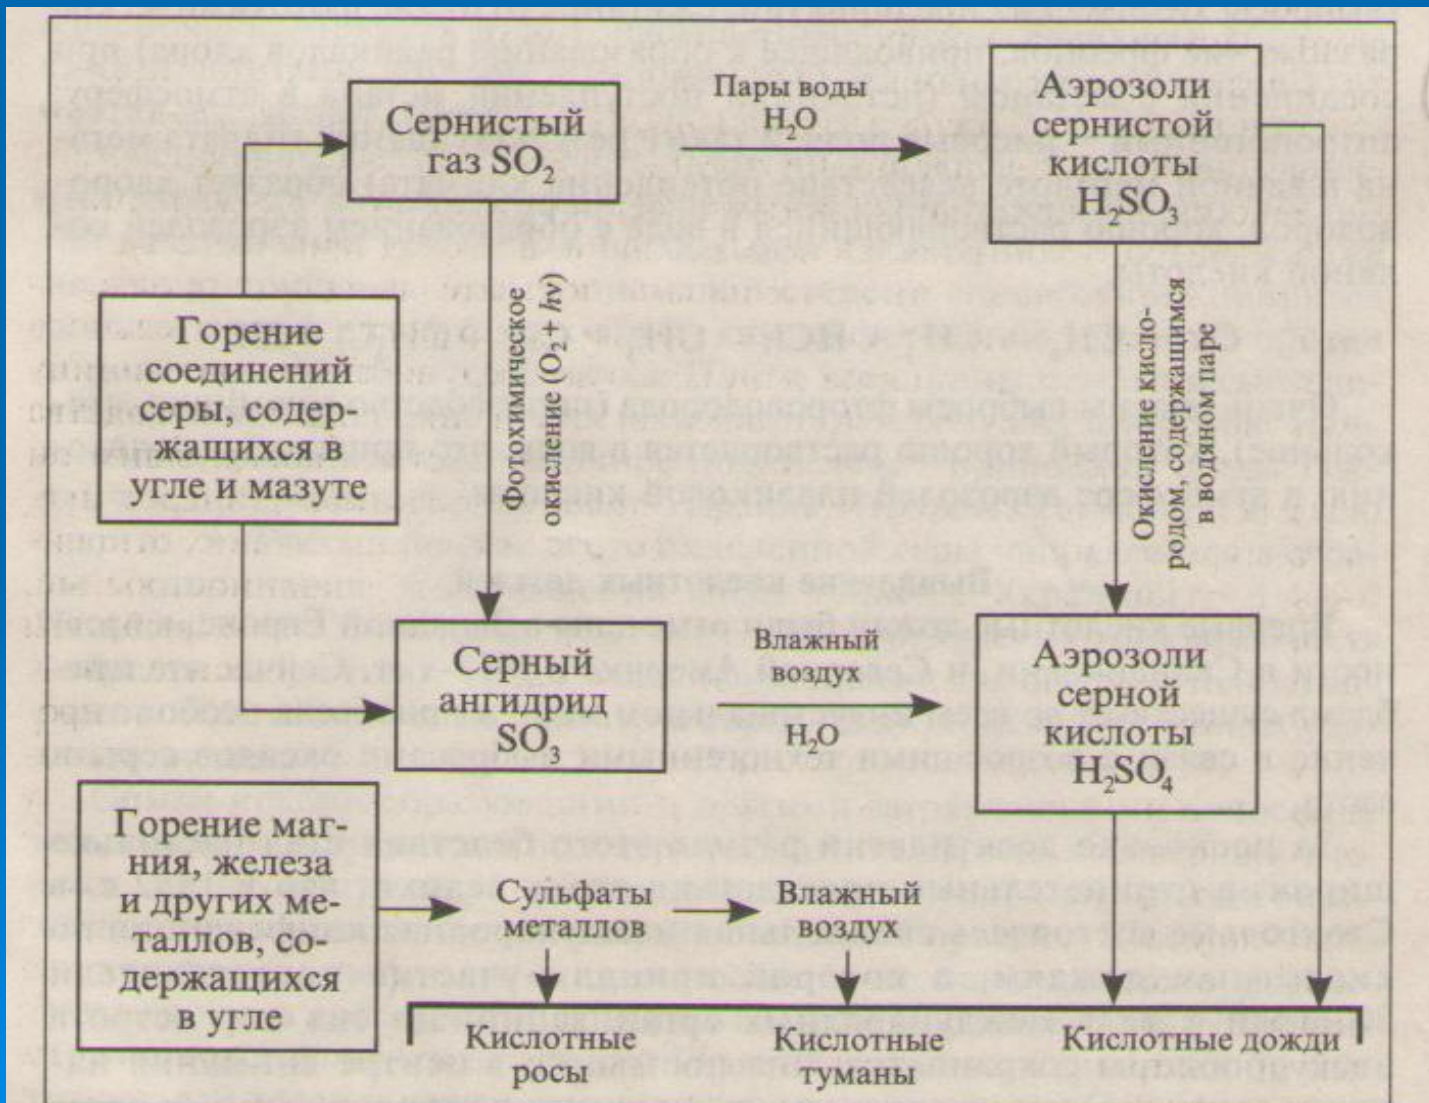 Сернистый
газ SO₂
Пары воды
H₂O
Аэрозоли
сернистой
кислоты
H₂SO₃
Горение
соединений
серы, содер-
жащихся в
угле и мазуте
Фотохимическое
окисление (O₂ + hν)
Окисление кисло-
родом, содержащимся
в водяном паре
Серный
ангидрид
SO₃
Влажный
воздух
H₂O
Аэрозоли
серной
кислоты
H₂SO₄
Горение маг-
ния, железа
и других ме-
таллов, со-
держащихся
в угле
Сульфаты
металлов
Влажный
воздух
Кислотные
росы
Кислотные
туманы
Кислотные дожди